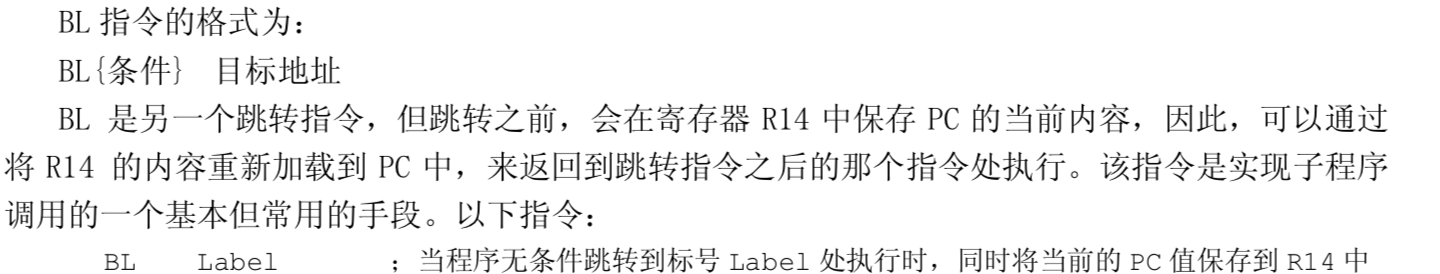 BL 指令的格式为：
BL{条件} 目标地址
BL 是另一个跳转指令，但跳转之前，会在寄存器 R14 中保存 PC 的当前内容，因此，可以通过
将 R14 的内容重新加载到 PC 中，来返回到跳转指令之后的那个指令处执行。该指令是实现子程序
调用的一个基本但常用的手段。以下指令：
BL Label ；当程序无条件跳转到标号 Label 处执行时，同时将当前的 PC 值保存到 R14 中